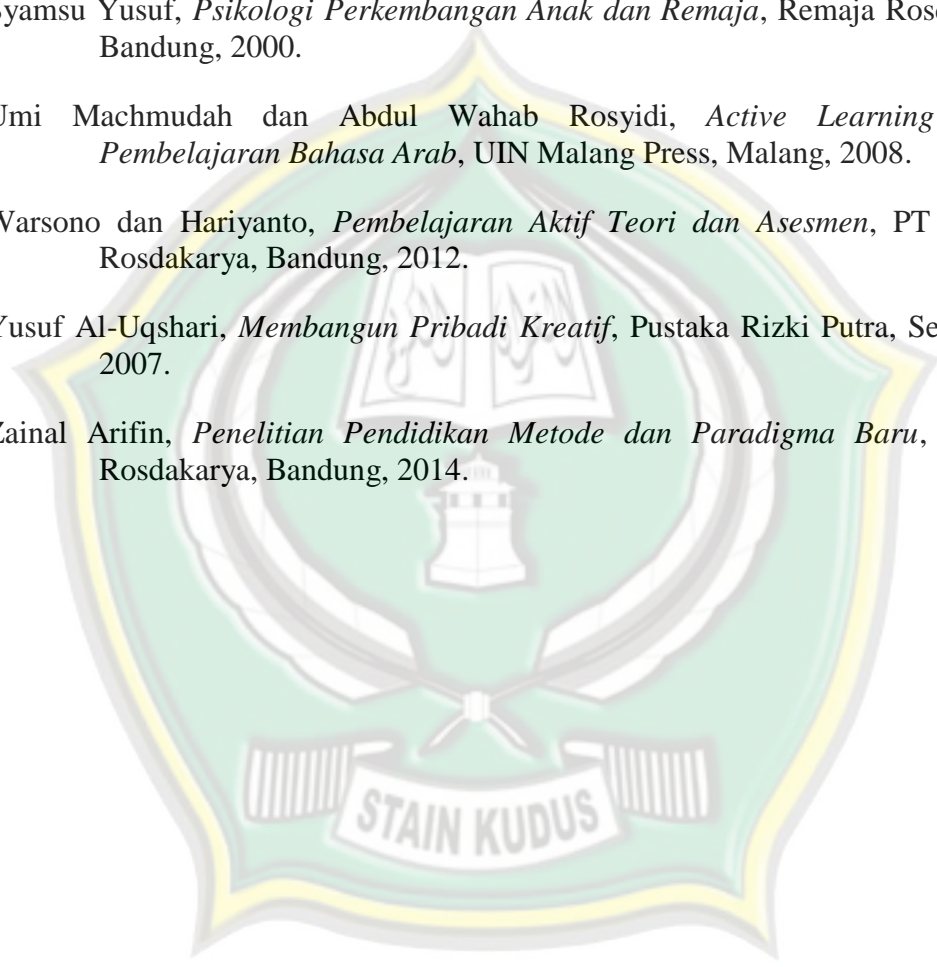 Syamsu Yusuf, Psikologi Perkembangan Anak dan Remaja, Remaja
Bandung, 2000.
Umi Machmudah dan Abdul Wahab Rosyidi, Active Learning
Pembelajaran Bahasa Arab, UIN Malang Press, Malang, 2008.
Warsono dan Hariyanto, Pembelajaran Aktif Teori dan Asesmen, PT
Rosdakarya, Bandung, 2012.
Yusuf Al-Uqshari, Membangun Pribadi Kreatif, Pustaka Rizki Putra,
2007.
Zainal Arifin, Penelitian Pendidikan Metode dan Paradigma Baru,
Rosdakarya, Bandung, 2014.
STAIN KUDUS